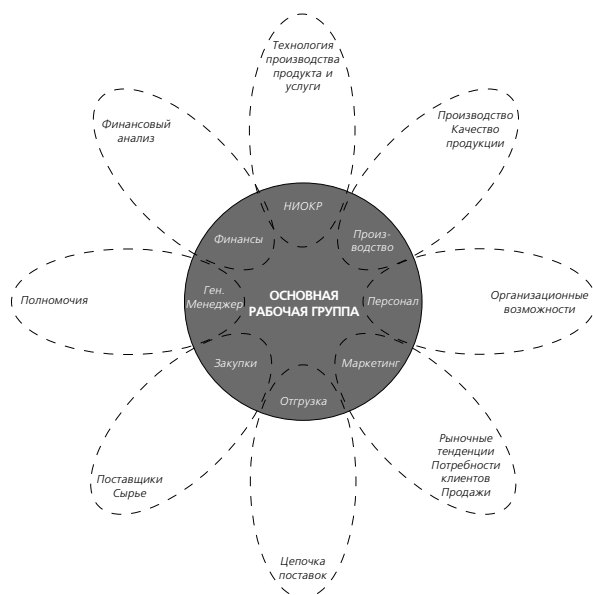 Технология
производства
продукта и
услуги
Финансовый
анализ
Производство
Качество
продукции
НИОКР
Финансы
Произ-
водство
Полномочия
Ген.
Менеджер
ОСНОВНАЯ
РАБОЧАЯ ГРУППА
Персонал
Организационные
возможности
Закупки
Маркетинг
Отгрузка
Поставщики
Сырье
Рыночные
тенденции
Потребности
клиентов
Продажи
Цепочка
поставок